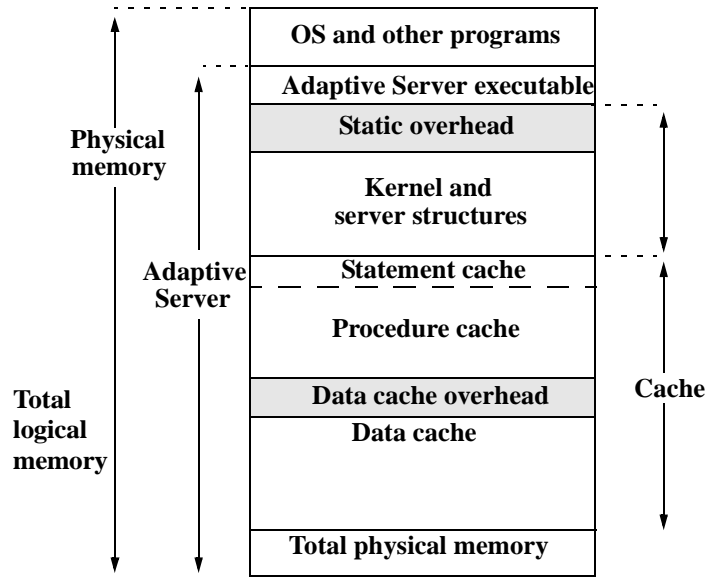 OS and other programs
Adaptive Server executable
Static overhead
Physical
memory
Kernel and
server structures
Adaptive
Server
Statement cache
Procedure cache
Data cache overhead
Cache
Total
logical
memory
Data cache
Total physical memory